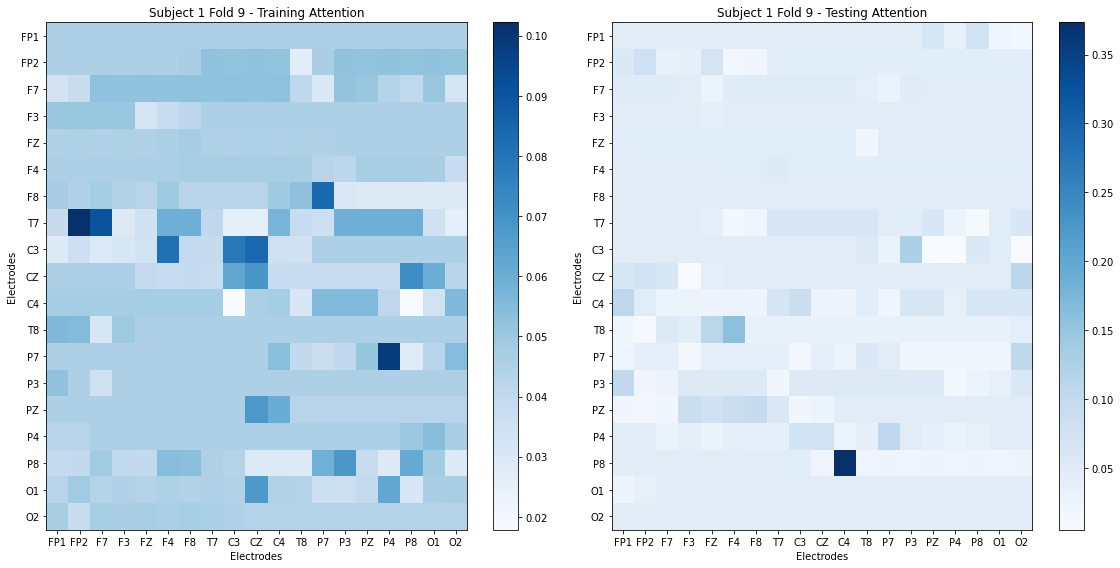 Subject 1 Fold 9 - Training Attention
FP1
FP2
F7
F3
FZ
F4
F8
T7
C3
CZ
C4
T8
P7
P3
PZ
P4
P8
O1
O2
Electrodes
FP1 FP2 F7 F3 FZ F4 F8 T7 C3 CZ C4 T8 P7 P3 PZ P4 P8 O1 O2
Electrodes
0.10
0.09
0.08
0.07
0.06
0.05
0.04
0.03
0.02
Subject 1 Fold 9 - Testing Attention
FP1
FP2
F7
F3
FZ
F4
F8
T7
C3
CZ
C4
T8
P7
P3
PZ
P4
P8
O1
O2
Electrodes
FP1 FP2 F7 F3 FZ F4 F8 T7 C3 CZ C4 T8 P7 P3 PZ P4 P8 O1 O2
Electrodes
0.35
0.30
0.25
0.20
0.15
0.10
0.05